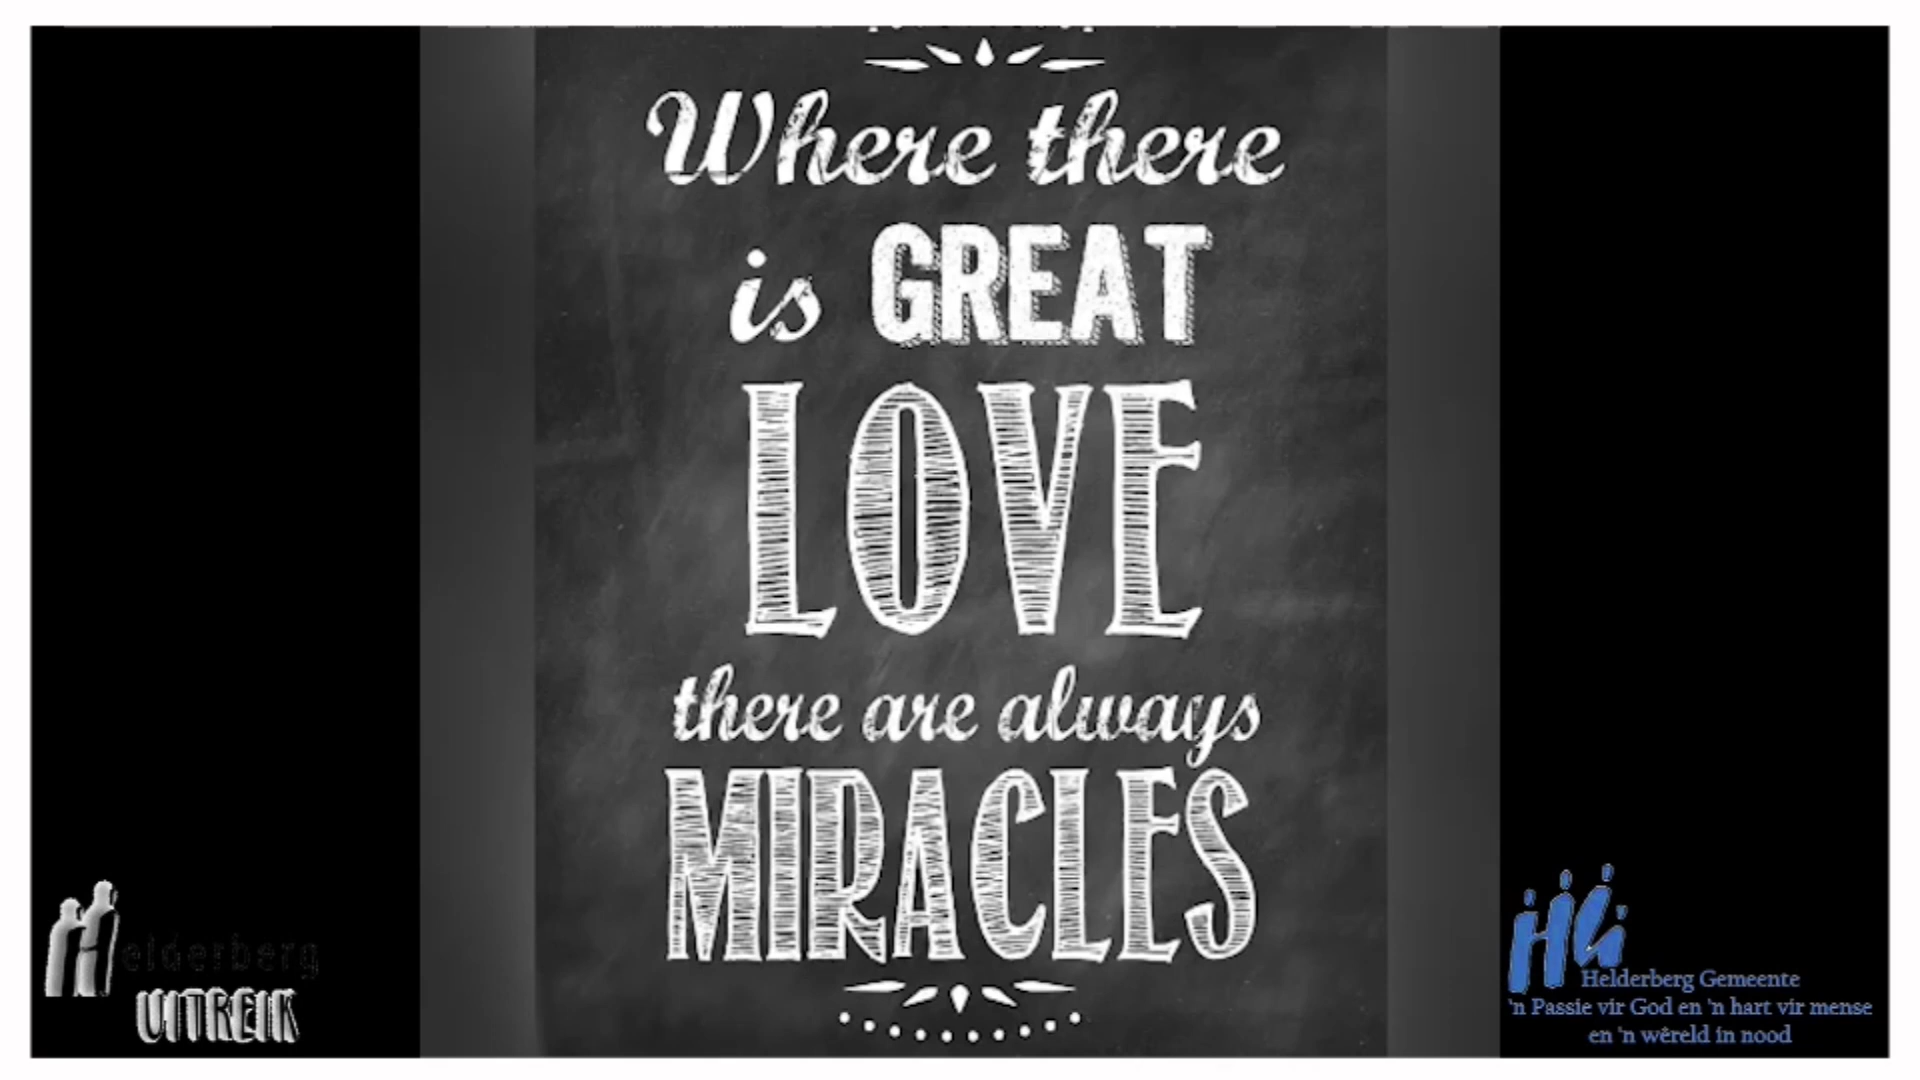 Where there
is GREAT
LOVE
there are always
MIRACLES
elderberg
UITREIK
HG
Helderberg Gemeente
'n Passie vir God en 'n hart vir mense
en 'n wêreld in nood